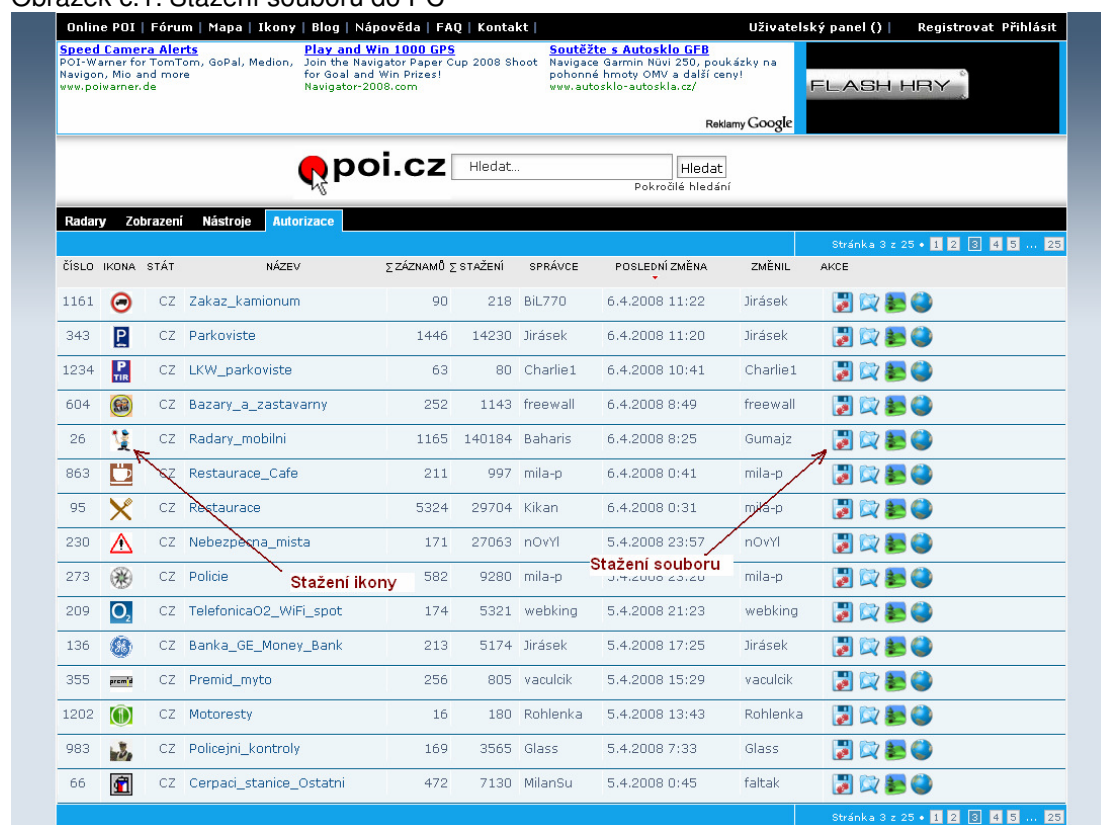 Obrázek č.1: Stažení souboru do PC
Online POI | Fórum | Mapa | Ikony | Blog | Nápověda | FAQ | Kontakt | Uživatelský panel () | Registrovat Přihlásit
Speed Camera Alerts
POI-Warner for TomTom, GoPal, Medion,
Navigon, Mio and more
www.poiwarner.de
Play and Win 1000 GPS
Join the Navigator Paper Cup 2008 Shoot
for Goal and Win Prizes!
Navigator-2008.com
Soutěžte s Autosklo GFB
Navigace Garmin Nüvi 250, poukázky na
pohonné hmoty OMV a další ceny!
www.autosklo-autoskla.cz/
Reklamy Google
FLASH HRY
poi.cz Hledat... Hledat
Pokročilé hledání
Radary Zobrazení Nástroje Autorizace
Stránka 3 z 25 • 1 2 3 4 5 ... 25
ČÍSLO IKONA STÁT NÁZEV ∑ ZÁZNAMŮ ∑ STAŽENÍ SPRÁVCE POSLEDNÍ ZMĚNA ZMĚNIL AKCE
1161 CZ Zakaz_kamionum 90 218 BiL770 6.4.2008 11:22 Jirásek
343 P CZ Parkoviste 1446 14230 Jirásek 6.4.2008 11:20 Jirásek
1234 P TIR CZ LKW_parkoviste 63 80 Charlie1 6.4.2008 10:41 Charlie1
604 CZ Bazary_a_zastavarny 252 1143 freewall 6.4.2008 8:49 freewall
26 CZ Radary_mobilni 1165 140184 Baharis 6.4.2008 8:25 Gumajz
863 CZ Restaurace_Cafe 211 997 mila-p 6.4.2008 0:41 mila-p
95 CZ Restaurace 5324 29704 Kikan 6.4.2008 0:31 mila-p
230 CZ Nebezpecna_mista 171 27063 nOvYl 5.4.2008 23:57 nOvYl
Stažení souboru
273 CZ Policie 582 9280 mila-p 5.4.2008 23:20 mila-p
Stažení ikony
209 O2 CZ TelefonicaO2_WiFi_spot 174 5321 webking 5.4.2008 21:23 webking
136 CZ Banka_GE_Money_Bank 213 5174 Jirásek 5.4.2008 17:25 Jirásek
355 prem'd CZ Premid_myto 256 805 vaculcik 5.4.2008 15:29 vaculcik
1202 CZ Motoresty 16 180 Rohlenka 5.4.2008 13:43 Rohlenka
983 CZ Policejni_kontroly 169 3565 Glass 5.4.2008 7:33 Glass
66 CZ Cerpaci_stanice_Ostatni 472 7130 MilanSu 5.4.2008 0:45 faltak
Stránka 3 z 25 • 1 2 3 4 5 ... 25